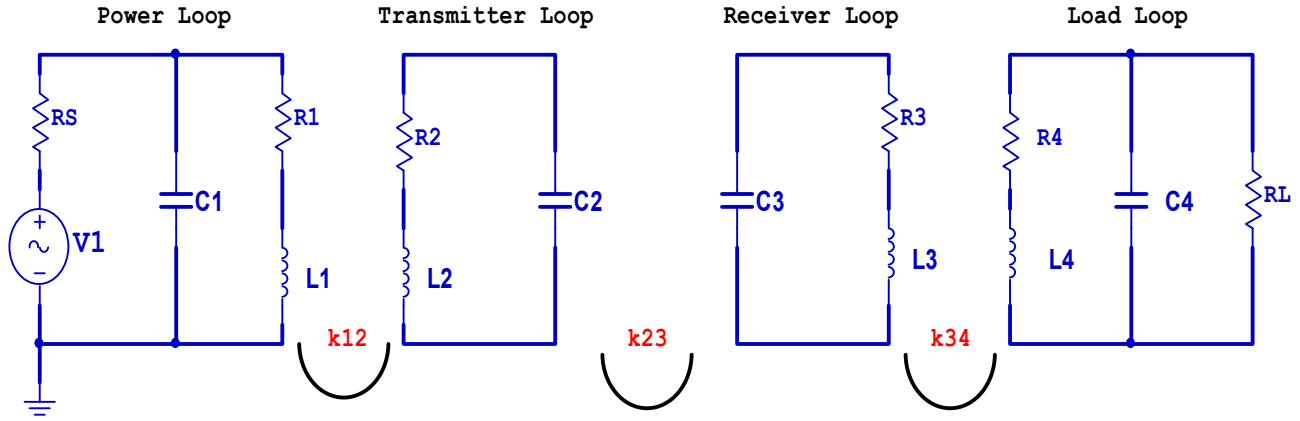 Power Loop
Transmitter Loop
Receiver Loop
Load Loop
RS
R1
R2
R3
R4
C1
C2
C3
C4
RL
+
V1
−
L1
L2
L3
L4
k12
k23
k34